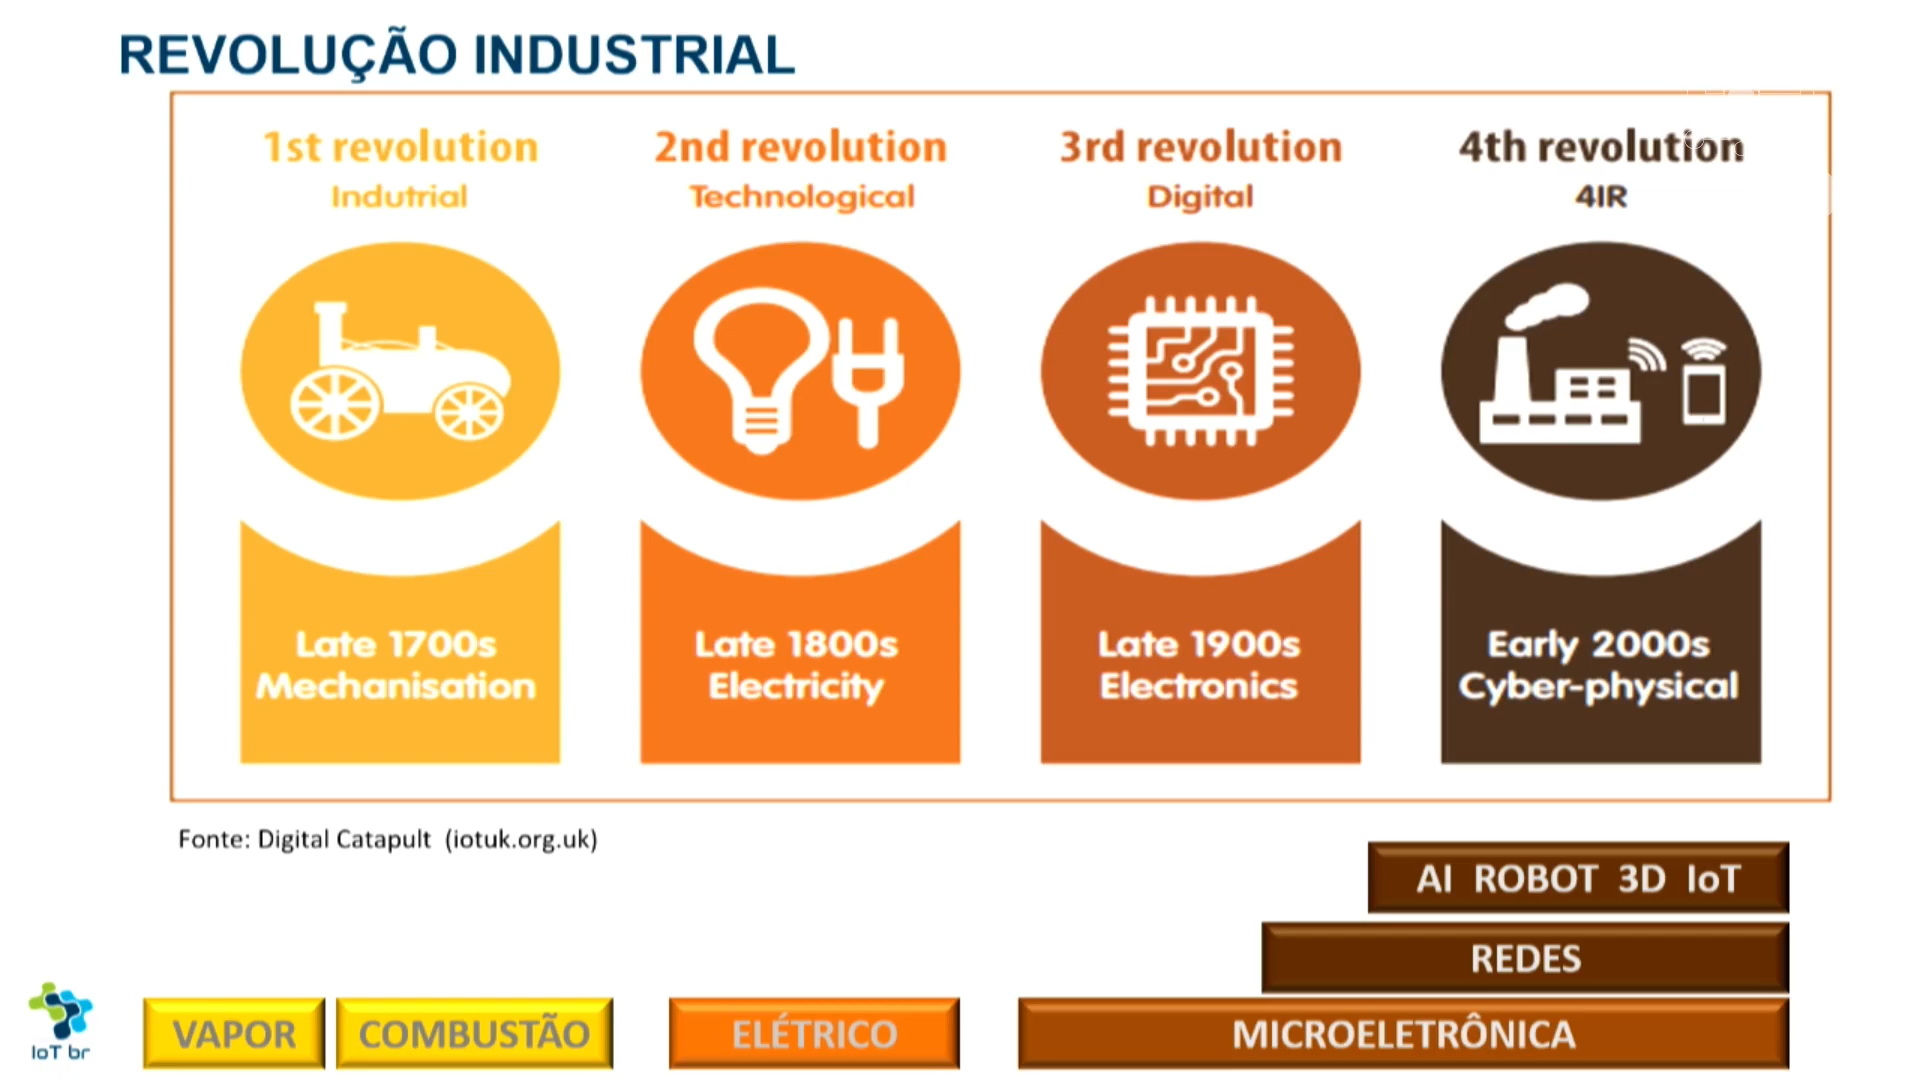 REVOLUÇÃO INDUSTRIAL
1st revolution
Indutrial
2nd revolution
Technological
3rd revolution
Digital
4th revolution
4IR
Late 1700s
Mechanisation
Late 1800s
Electricity
Late 1900s
Electronics
Early 2000s
Cyber-physical
Fonte: Digital Catapult (iotuk.org.uk)
AI ROBOT 3D IoT
REDES
IoT br
VAPOR
COMBUSTÃO
ELÉTRICO
MICROELETRÔNICA